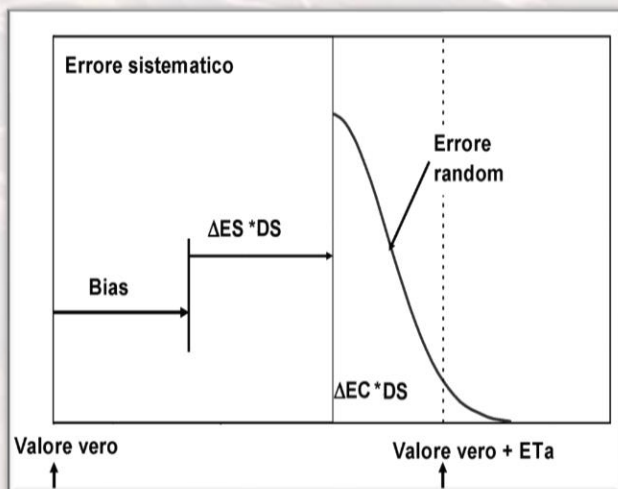 Errore sistematico
Errore
random
ΔES *DS
Bias
ΔEC *DS
Valore vero
Valore vero + ETa